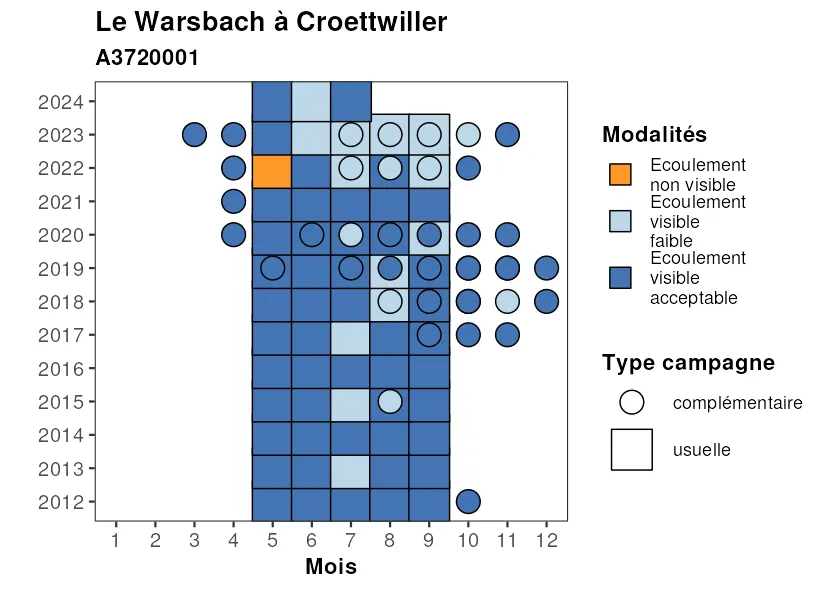 Le Warsbach à Croettwiller
A3720001
2024
2023
2022
2021
2020
2019
2018
2017
2016
2015
2014
2013
2012
1 2 3 4 5 6 7 8 9 10 11 12
Mois
Modalités
Ecoulement
non visible
Ecoulement
visible
faible
Ecoulement
visible
acceptable
Type campagne
complémentaire
usuelle